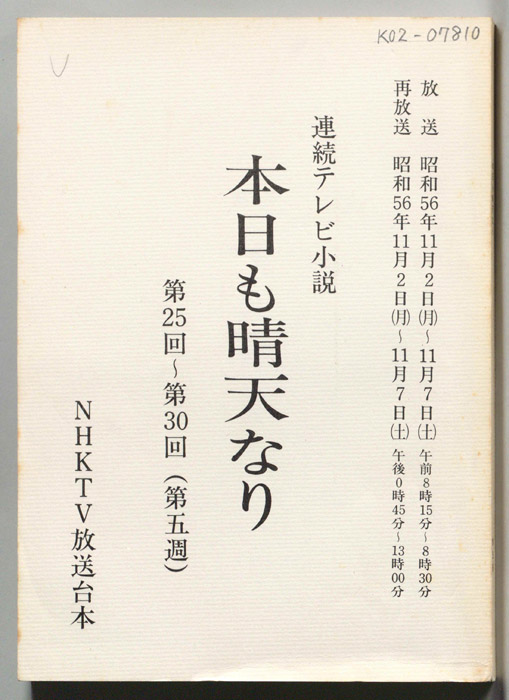 K02-07810
放送 昭和56年11月2日(月)~11月7日(土) 午前8時15分~8時30分
再放送 昭和56年11月2日(月)~11月7日(土) 午後0時45分~13時00分
連続テレビ小説
本日も晴天なり
第25回~第30回(第五週)
NHKTV放送台本